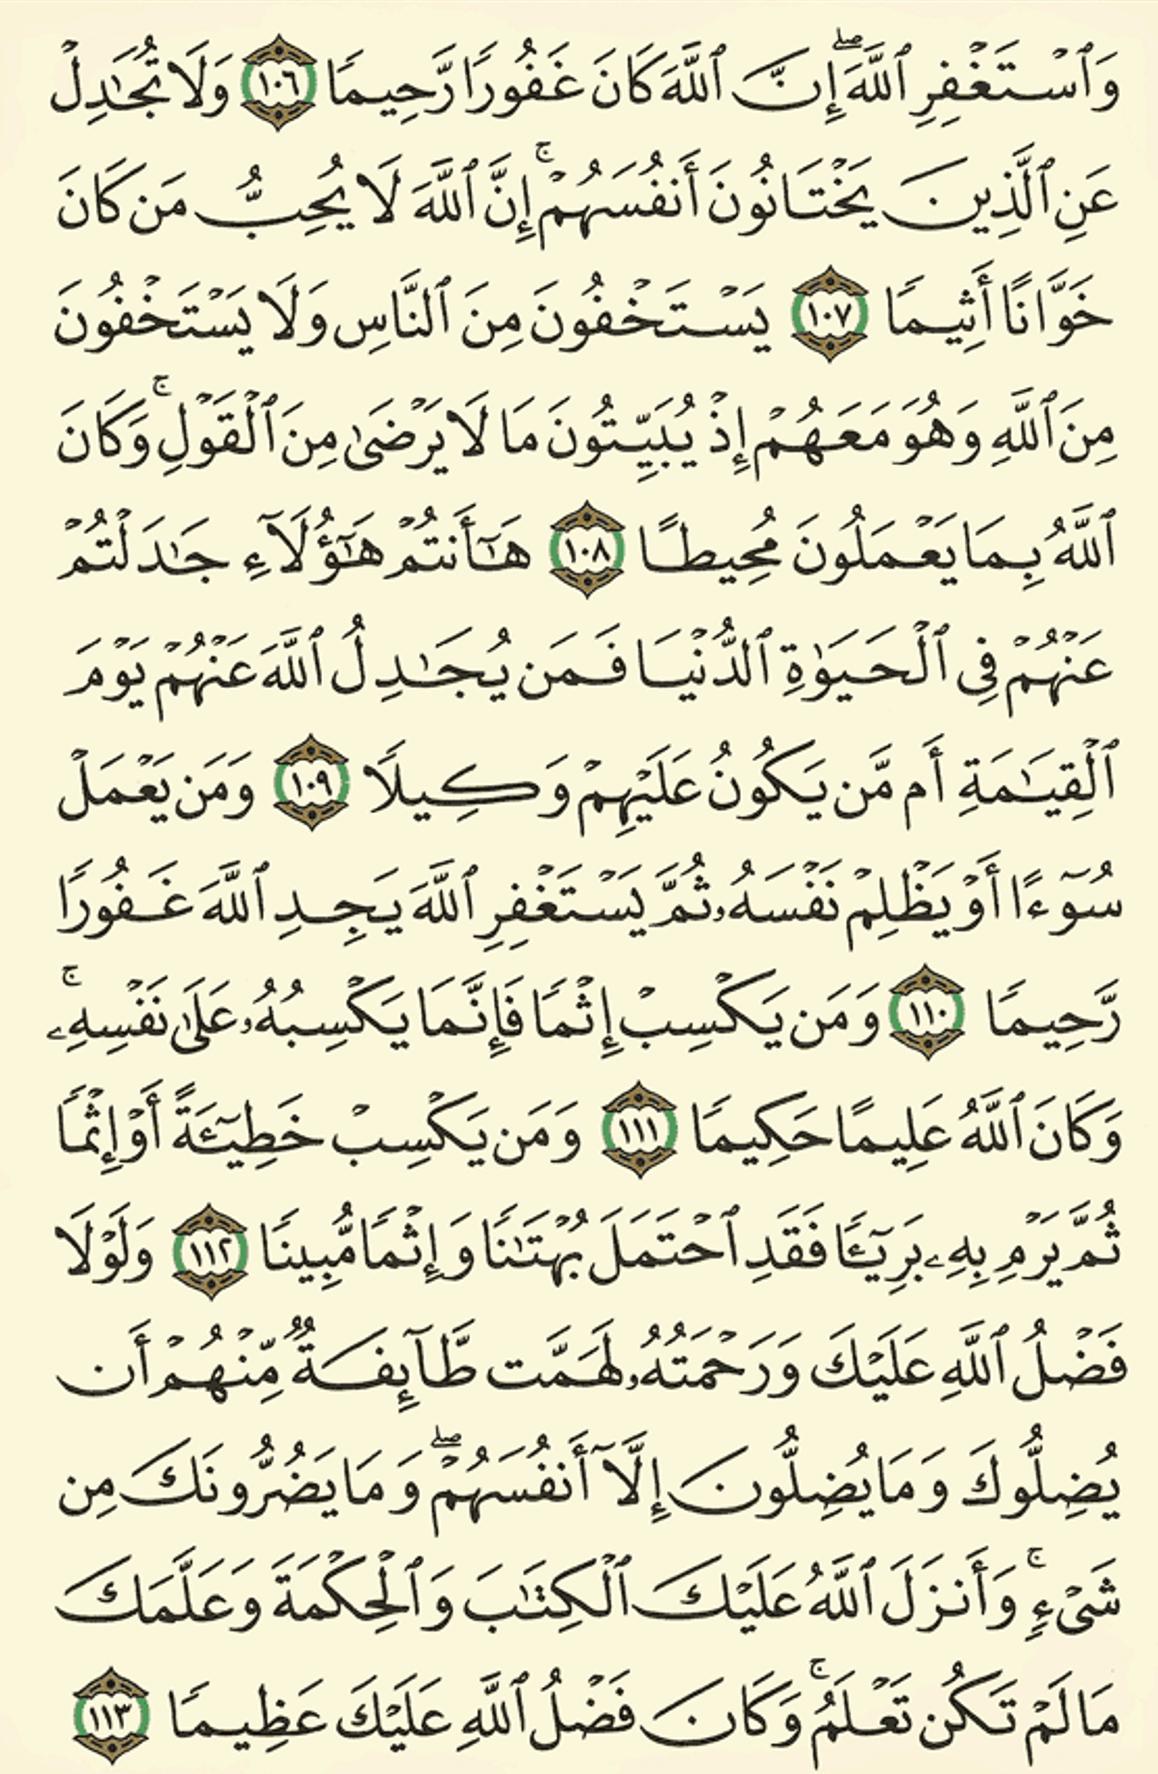 وَٱسْتَغْفِرِ ٱللَّهَ ۖ إِنَّ ٱللَّهَ كَانَ غَفُورًا رَّحِيمًا ١٠٦ وَلَا تُجَٰدِلْ
عَنِ ٱلَّذِينَ يَخْتَانُونَ أَنفُسَهُمْ ۚ إِنَّ ٱللَّهَ لَا يُحِبُّ مَن كَانَ
خَوَّانًا أَثِيمًا ١٠٧ يَسْتَخْفُونَ مِنَ ٱلنَّاسِ وَلَا يَسْتَخْفُونَ
مِنَ ٱللَّهِ وَهُوَ مَعَهُمْ إِذْ يُبَيِّتُونَ مَا لَا يَرْضَىٰ مِنَ ٱلْقَوْلِ ۚ وَكَانَ
ٱللَّهُ بِمَا يَعْمَلُونَ مُحِيطًا ١٠٨ هَٰٓأَنتُمْ هَٰٓؤُلَآءِ جَٰدَلْتُمْ
عَنْهُمْ فِى ٱلْحَيَوٰةِ ٱلدُّنْيَا فَمَن يُجَٰدِلُ ٱللَّهَ عَنْهُمْ يَوْمَ
ٱلْقِيَٰمَةِ أَم مَّن يَكُونُ عَلَيْهِمْ وَكِيلًا ١٠٩ وَمَن يَعْمَلْ
سُوٓءًا أَوْ يَظْلِمْ نَفْسَهُۥ ثُمَّ يَسْتَغْفِرِ ٱللَّهَ يَجِدِ ٱللَّهَ غَفُورًا
رَّحِيمًا ١١٠ وَمَن يَكْسِبْ إِثْمًا فَإِنَّمَا يَكْسِبُهُۥ عَلَىٰ نَفْسِهِۦ ۚ
وَكَانَ ٱللَّهُ عَلِيمًا حَكِيمًا ١١١ وَمَن يَكْسِبْ خَطِيٓـَٔةً أَوْ إِثْمًا
ثُمَّ يَرْمِ بِهِۦ بَرِيٓـًٔا فَقَدِ ٱحْتَمَلَ بُهْتَٰنًا وَإِثْمًا مُّبِينًا ١١٢ وَلَوْلَا
فَضْلُ ٱللَّهِ عَلَيْكَ وَرَحْمَتُهُۥ لَهَمَّت طَّآئِفَةٌ مِّنْهُمْ أَن
يُضِلُّوكَ وَمَا يُضِلُّونَ إِلَّآ أَنفُسَهُمْ ۖ وَمَا يَضُرُّونَكَ مِن
شَىْءٍ ۚ وَأَنزَلَ ٱللَّهُ عَلَيْكَ ٱلْكِتَٰبَ وَٱلْحِكْمَةَ وَعَلَّمَكَ
مَا لَمْ تَكُن تَعْلَمُ ۚ وَكَانَ فَضْلُ ٱللَّهِ عَلَيْكَ عَظِيمًا ١١٣